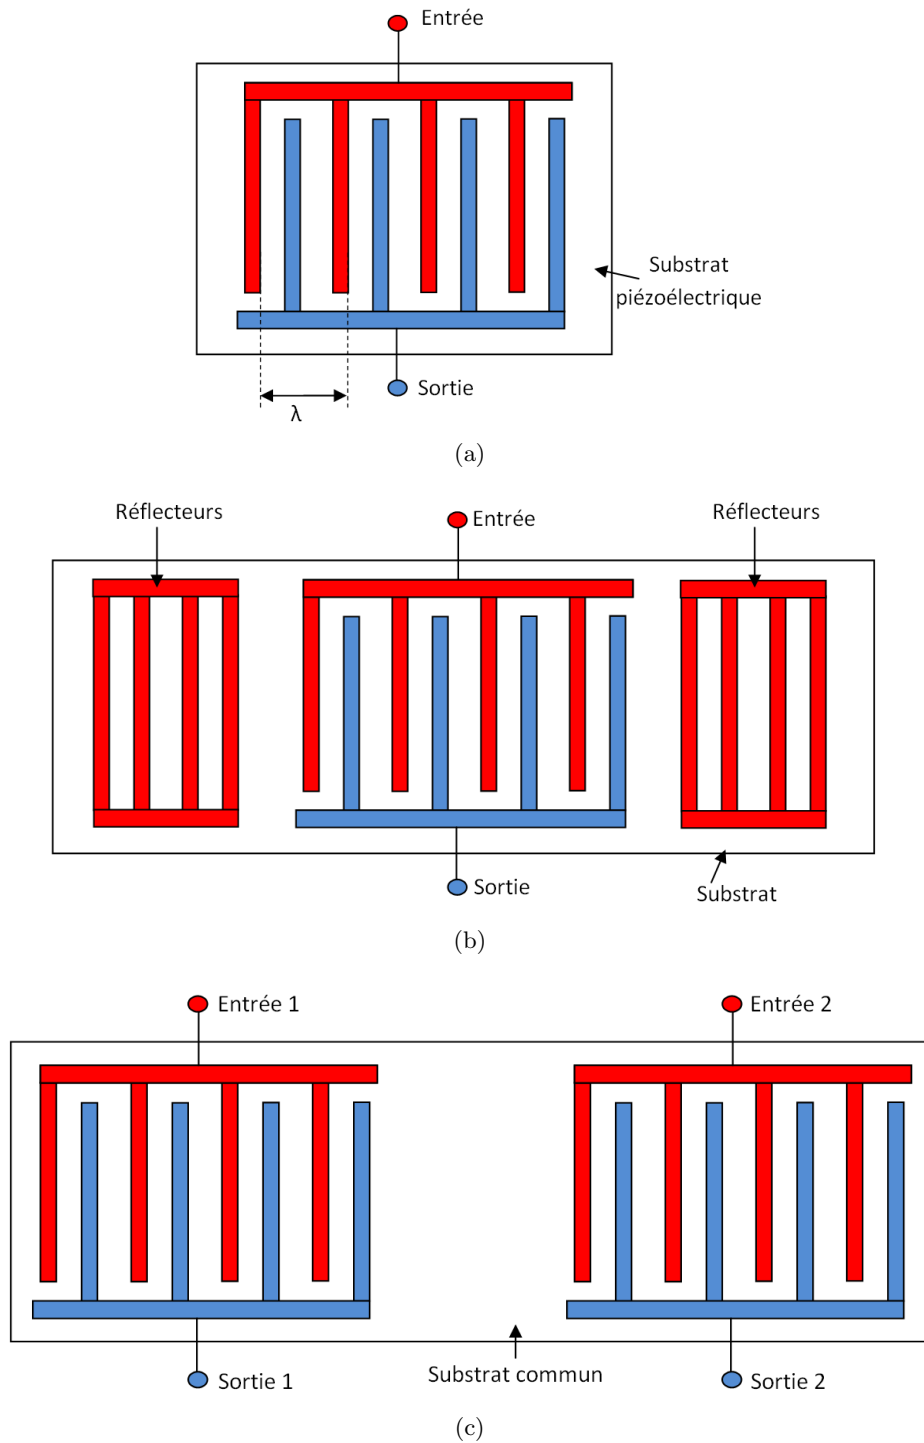 Entrée
Substrat
piézoélectrique
Sortie
λ
(a)
Réflecteurs
Entrée
Réflecteurs
Sortie
Substrat
(b)
Entrée 1
Entrée 2
Substrat commun
Sortie 1
Sortie 2
(c)